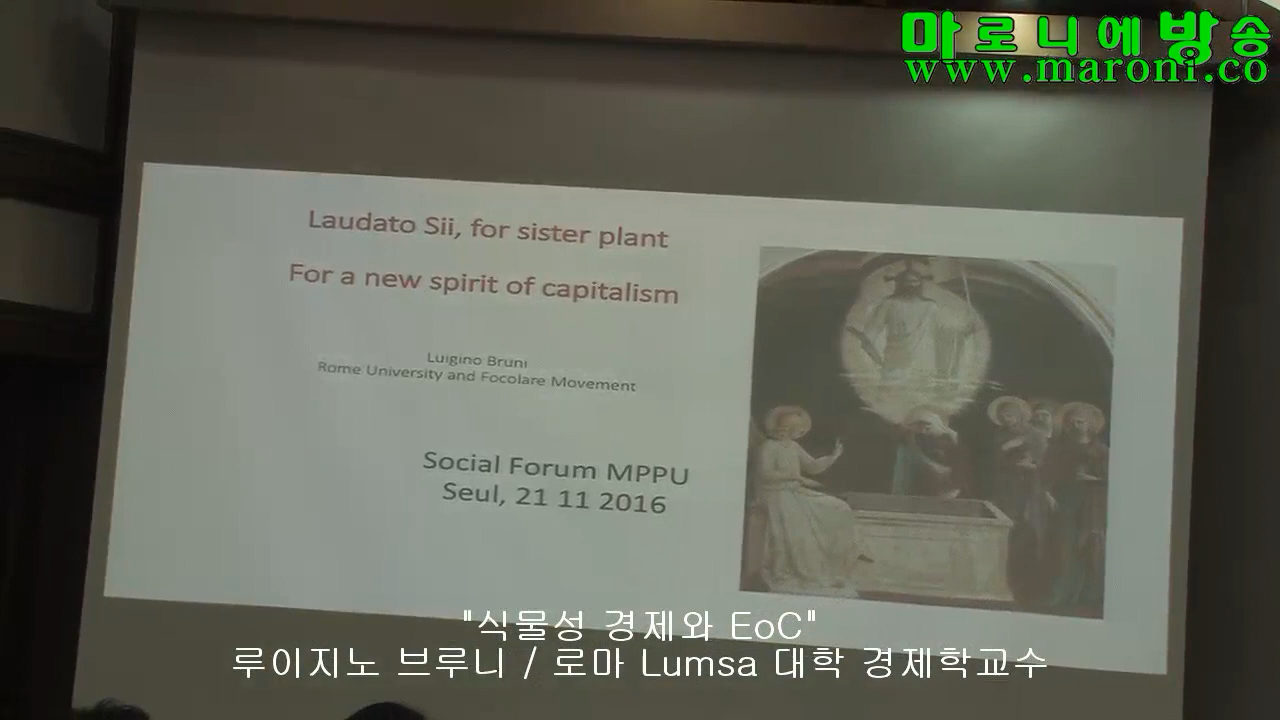 마로니에방송
www.maroni.co
Laudato Sii, for sister plant
For a new spirit of capitalism
Luigino Bruni
Rome University and Focolare Movement
Social Forum MPPU
Seul, 21 11 2016
"식물성 경제와 EoC"
루이지노 브루니 / 로마 Lumsa 대학 경제학교수